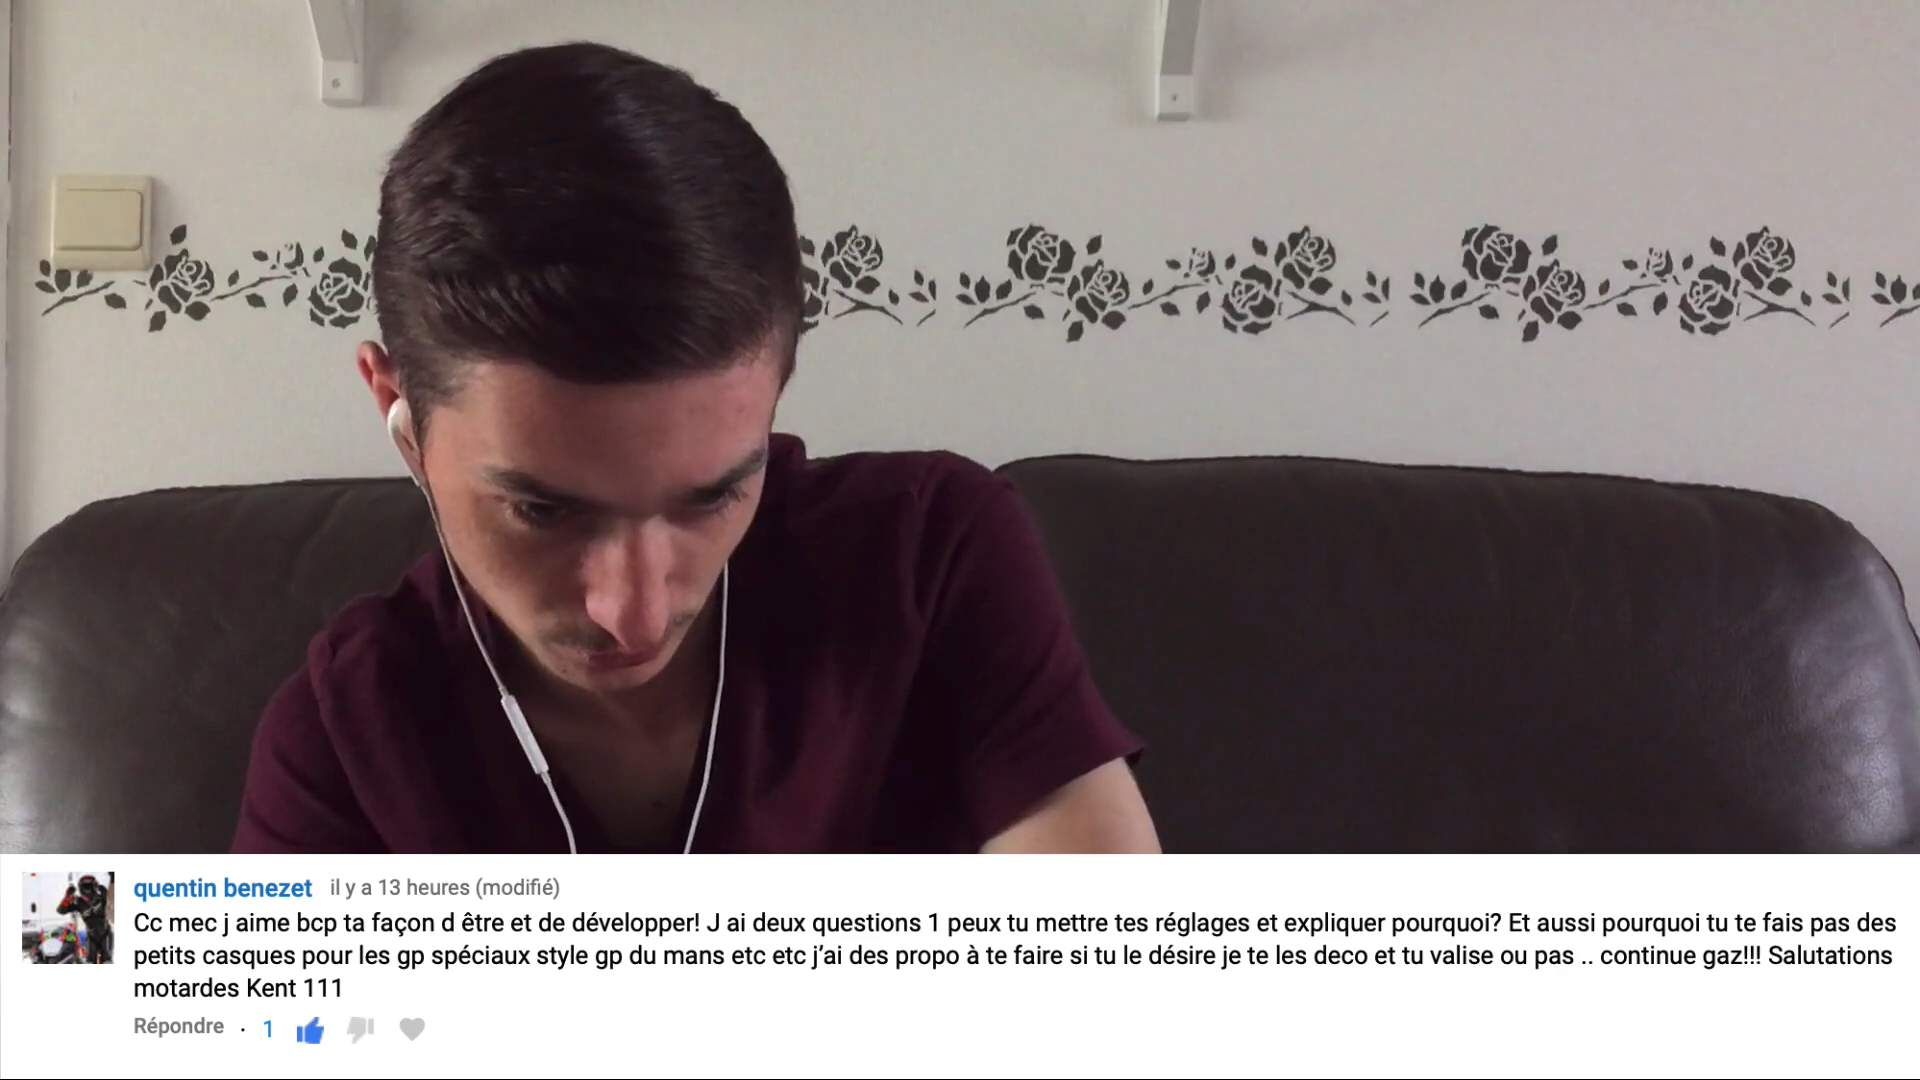 quentin benezet il y a 13 heures (modifié)
Cc mec j aime bcp ta façon d être et de développer! J ai deux questions 1 peux tu mettre tes réglages et expliquer pourquoi? Et aussi pourquoi tu te fais pas des
petits casques pour les gp spéciaux style gp du mans etc etc j’ai des propo à te faire si tu le désire je te les deco et tu valise ou pas .. continue gaz!!! Salutations
motardes Kent 111
Répondre · 1